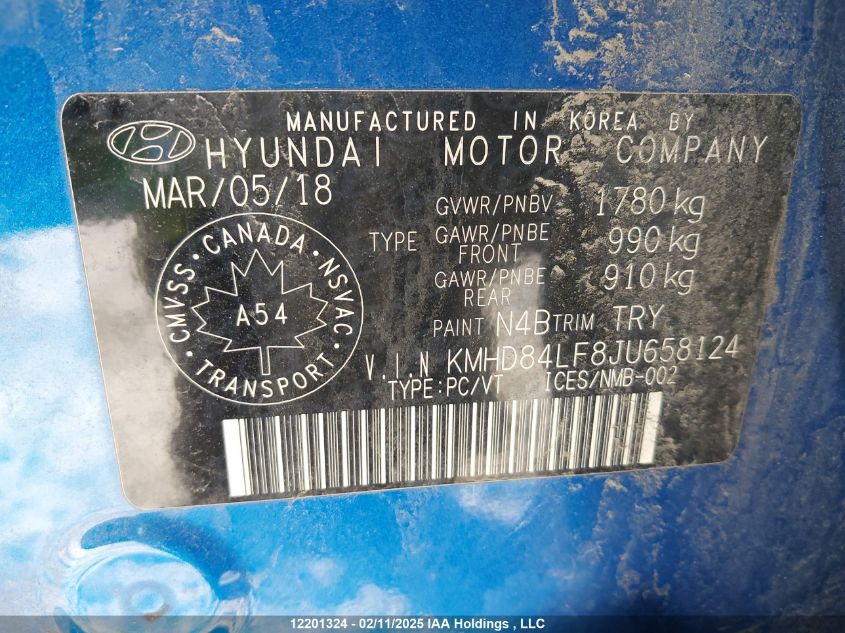 MANUFACTURED IN KOREA BY
HYUNDAI MOTOR COMPANY
MAR/05/18
GVWR/PNBV 1780 kg
TYPE GAWR/PNBE FRONT 990 kg
GAWR/PNBE REAR 910 kg
PAINT N4B TRIM TRY
V.I.N KMHD84LF8JU658124
TYPE:PC/VT ICES/NMB-002
CMVSS • CANADA • NSVAC • TRANSPORT •
A54
12201324 - 02/11/2025 IAA Holdings , LLC